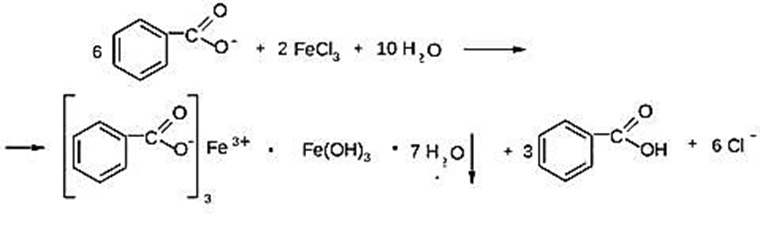 6 C O O⁻ + 2 FeCl₃ + 10 H₂O →
→ [ C O O⁻ ]₃ Fe³⁺ · Fe(OH)₃ · 7 H₂O ↓ + 3 C O OH + 6 Cl⁻